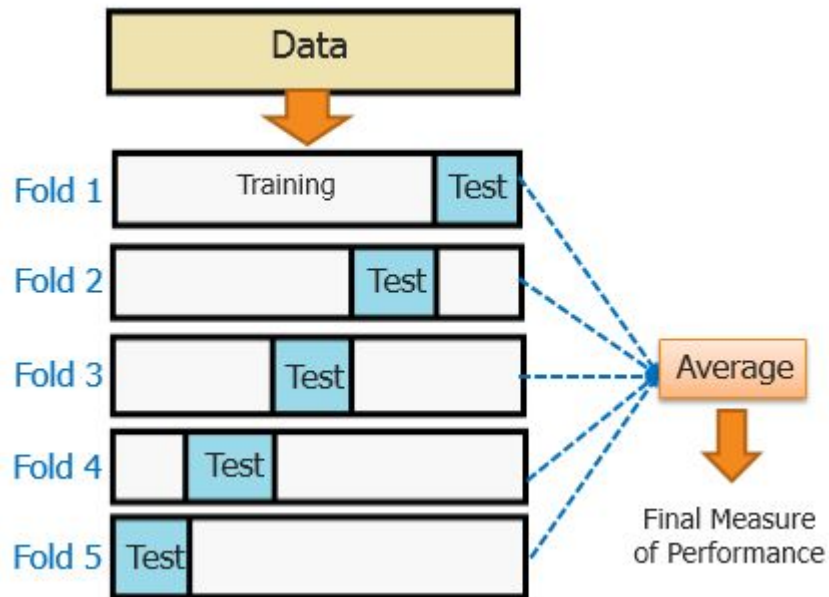 Data
Fold 1
Training
Test
Fold 2
Test
Fold 3
Test
Average
Fold 4
Test
Final Measure
of Performance
Fold 5
Test